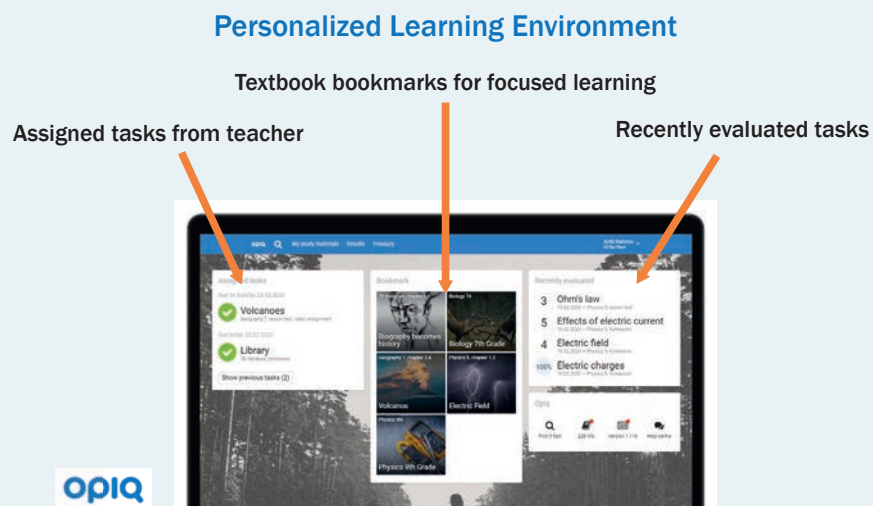 Personalized Learning Environment
Textbook bookmarks for focused learning
Assigned tasks from teacher
Recently evaluated tasks
opiq
My study materials Results Treasury
Assigned tasks
Volcanoes
Library
Show previous tasks (2)
Bookmark
Biography becomes
history
Biology 7th Grade
Volcanos
Electric Field
Physics 9th Grade
Recently evaluated
3 Ohm's law
5 Effects of electric current
4 Electric field
100% Electric charges
Opiq
Find it fast
opiq